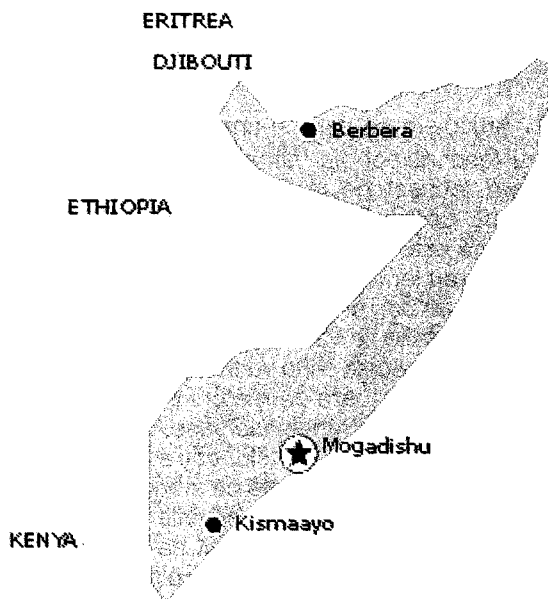 ERITREA
DJIBOUTI
Berbera
ETHIOPIA
Mogadishu
Kismaayo
KENYA